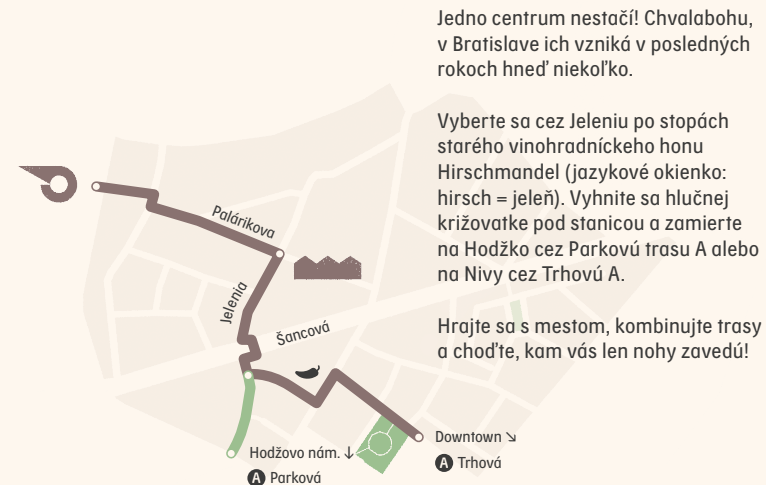 Jedno centrum nestačí! Chvalabohu,
v Bratislave ich vzniká v posledných
rokoch hneď niekoľko.
Vyberte sa cez Jeleniu po stopách
starého vinohradníckeho honu
Hirschmandel (jazykové okienko:
hirsch = jeleň). Vyhnite sa hlučnej
križovatke pod stanicou a zamierte
na Hodžko cez Parkovú trasu A alebo
na Nivy cez Trhovú A.
Hrajte sa s mestom, kombinujte trasy
a choďte, kam vás len nohy zavedú!
Palárikova
Jelenia
Šancová
Downtown ↘
A Trhová
Hodžovo nám. ↓
A Parková